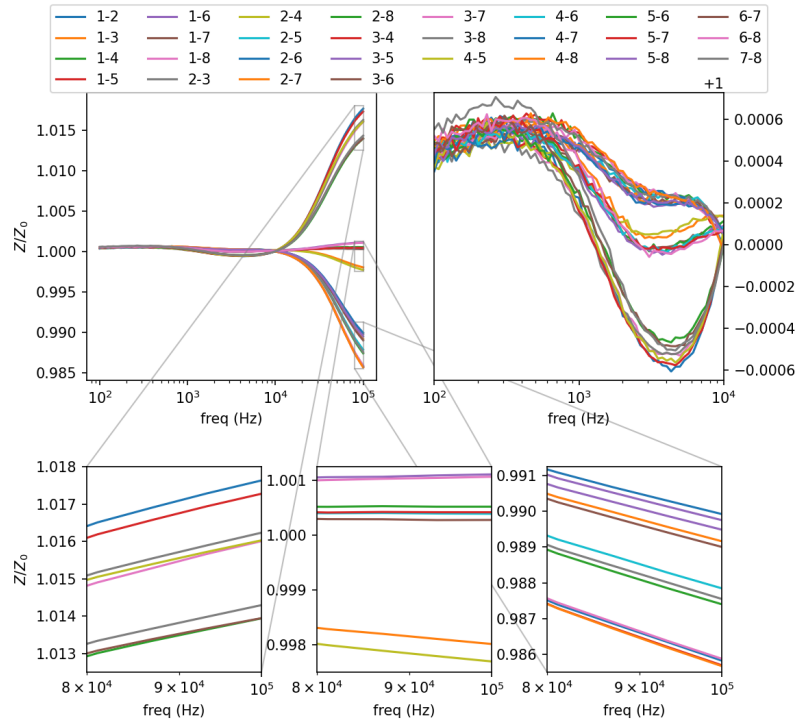 1-2 1-6 2-4 2-8 3-7 4-6 5-6 6-7
1-3 1-7 2-5 3-4 3-8 4-7 5-7 6-8
1-4 1-8 2-6 3-5 4-5 4-8 5-8 7-8
1-5 2-3 2-7 3-6
+1
1.015
1.010
1.005
1.000
0.995
0.990
0.985
Z/Z₀
10² 10³ 10⁴ 10⁵
freq (Hz)
0.0006
0.0004
0.0002
0.0000
−0.0002
−0.0004
−0.0006
10² 10³ 10⁴
freq (Hz)
1.018
1.017
1.016
1.015
1.014
1.013
Z/Z₀
8 × 10⁴ 9 × 10⁴ 10⁵
freq (Hz)
1.001
1.000
0.999
0.998
8 × 10⁴ 9 × 10⁴ 10⁵
freq (Hz)
0.991
0.990
0.989
0.988
0.987
0.986
8 × 10⁴ 9 × 10⁴ 10⁵
freq (Hz)